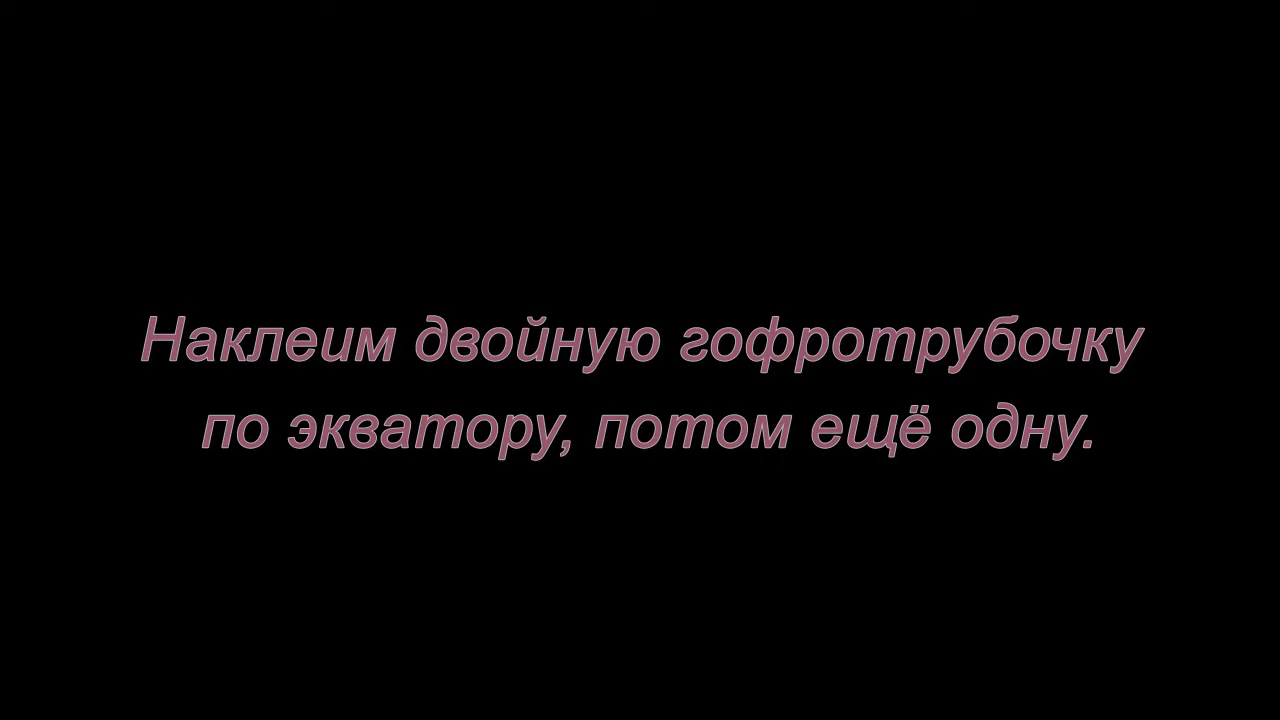 Наклеим двойную гофротрубочку
по экватору, потом ещё одну.